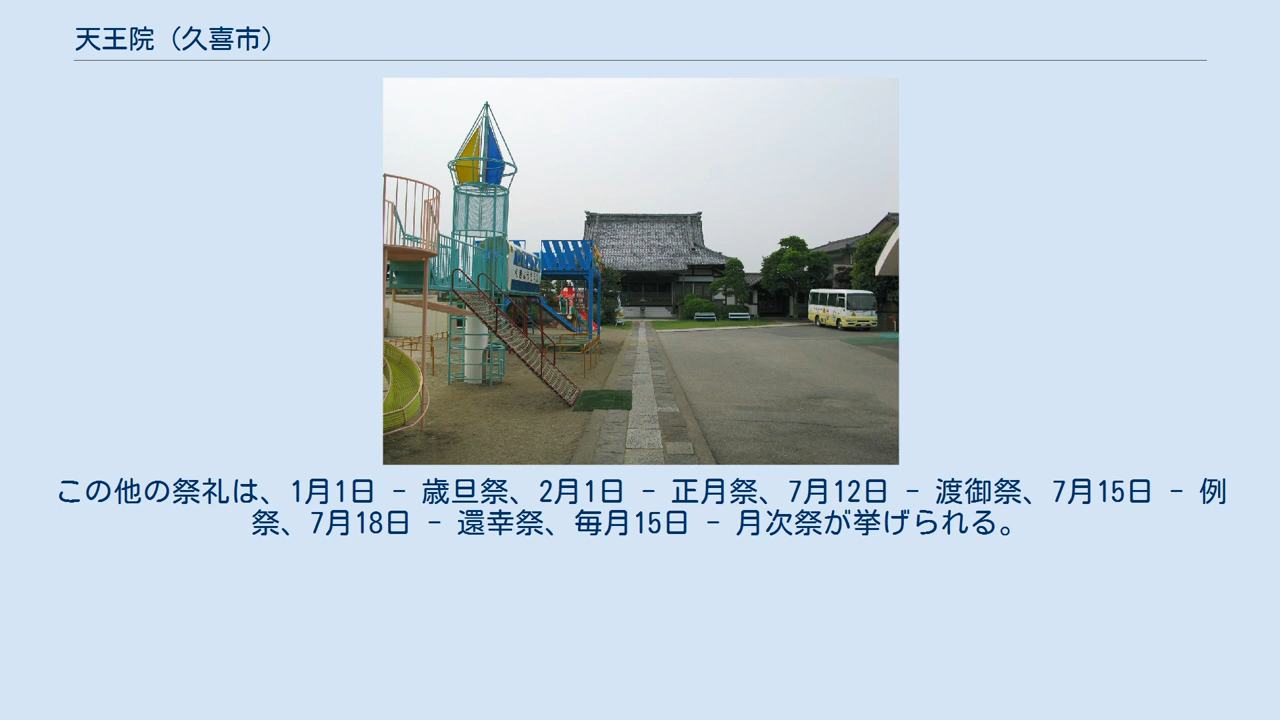 天王院（久喜市）
この他の祭礼は、1月1日 - 歳旦祭、2月1日 - 正月祭、7月12日 - 渡御祭、7月15日 - 例
祭、7月18日 - 還幸祭、毎月15日 - 月次祭が挙げられる。